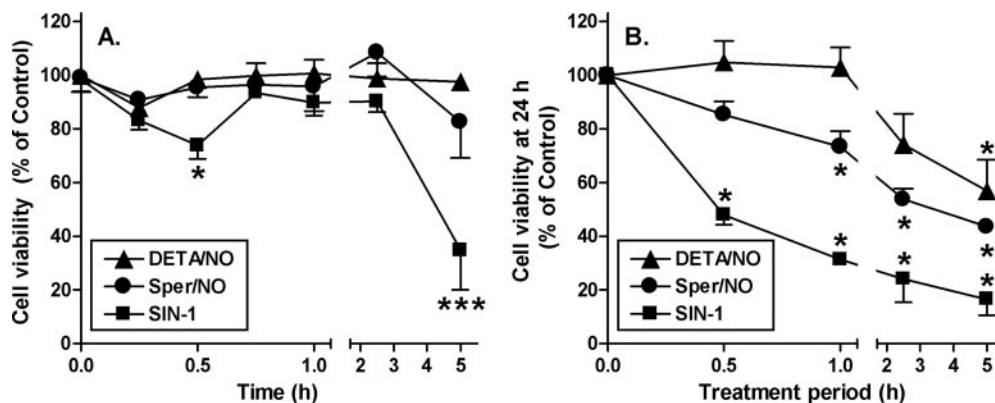 A.
Cell viability (% of Control)
120
100
80
60
40
20
0
*
***
DETA/NO
Sper/NO
SIN-1
0.0 0.5 1.0 2 3 4 5
Time (h)
B.
Cell viability at 24 h
(% of Control)
120
100
80
60
40
20
0
*
*
*
*
*
*
*
*
DETA/NO
Sper/NO
SIN-1
0.0 0.5 1.0 2 3 4 5
Treatment period (h)